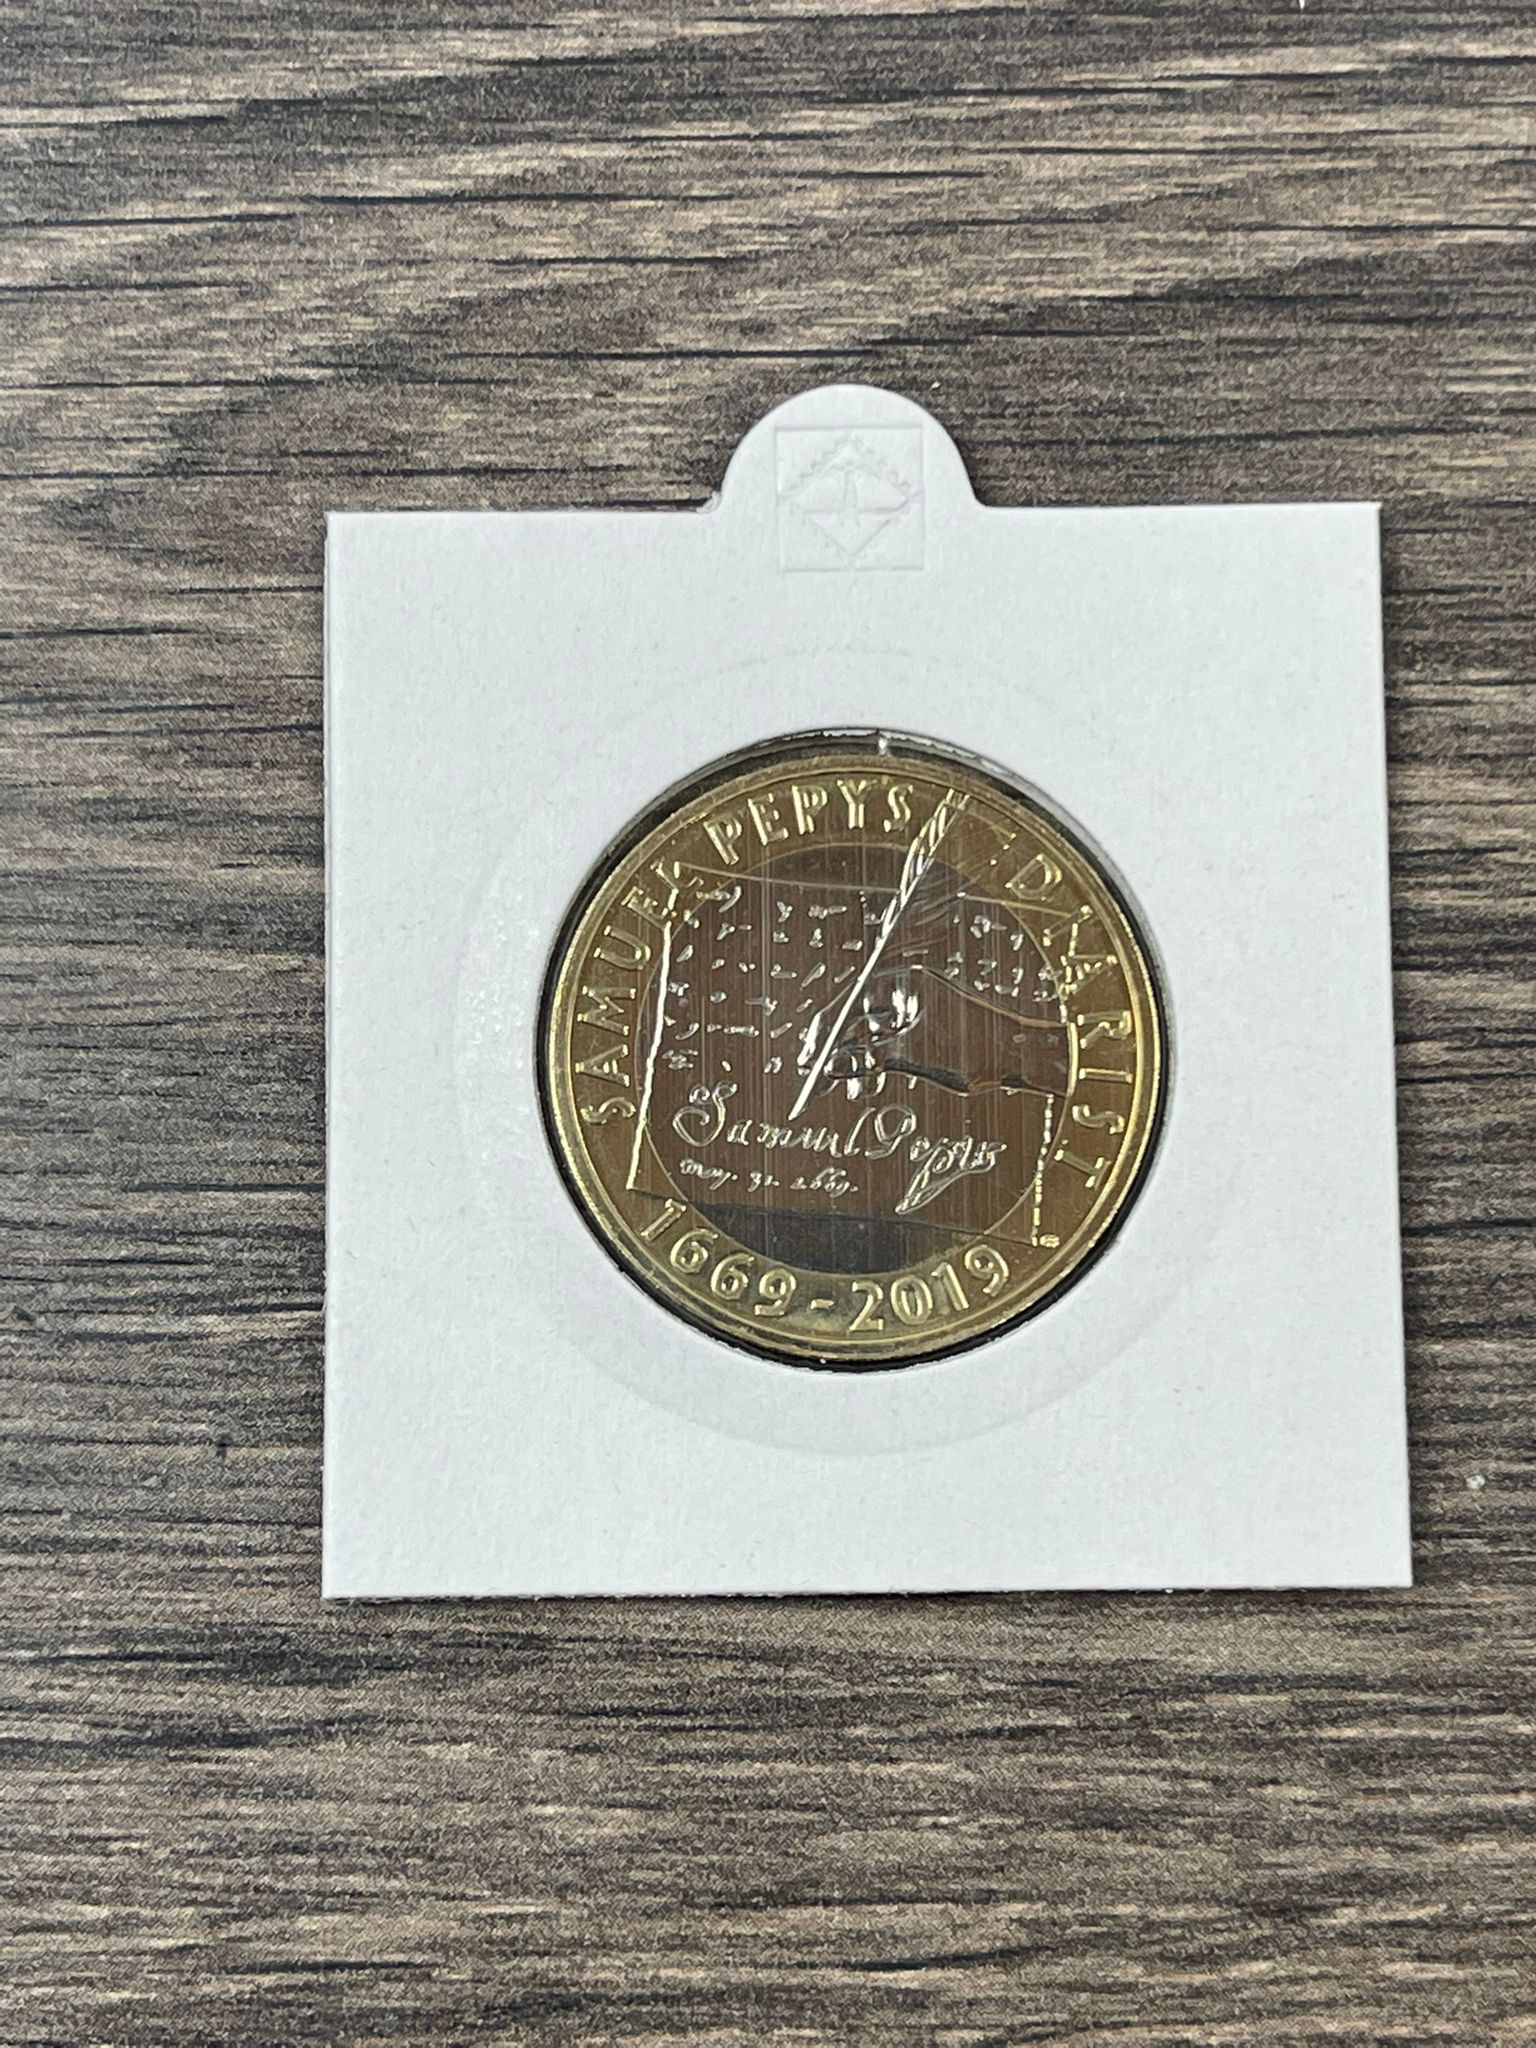 SAMUEL PEPYS DIARIST
Samuel Pepys
1669 - 2019